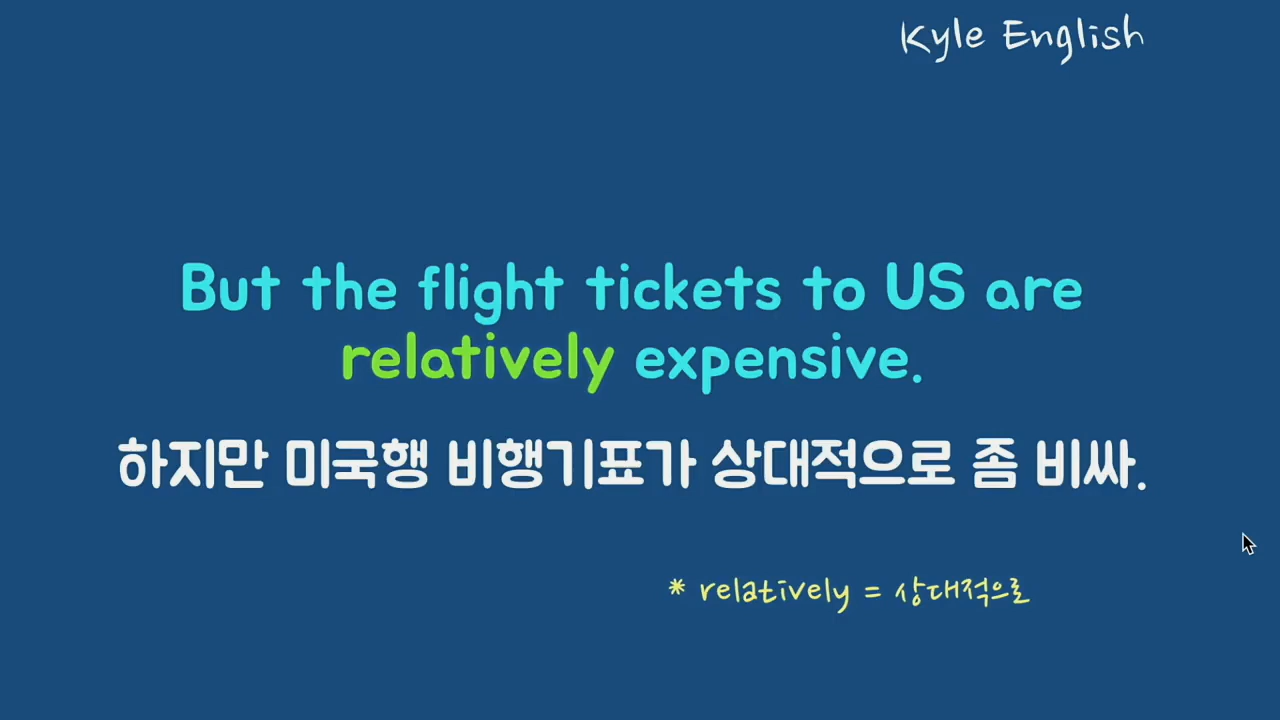 Kyle English
But the flight tickets to US are
relatively expensive.
하지만 미국행 비행기표가 상대적으로 좀 비싸.
* relatively = 상대적으로